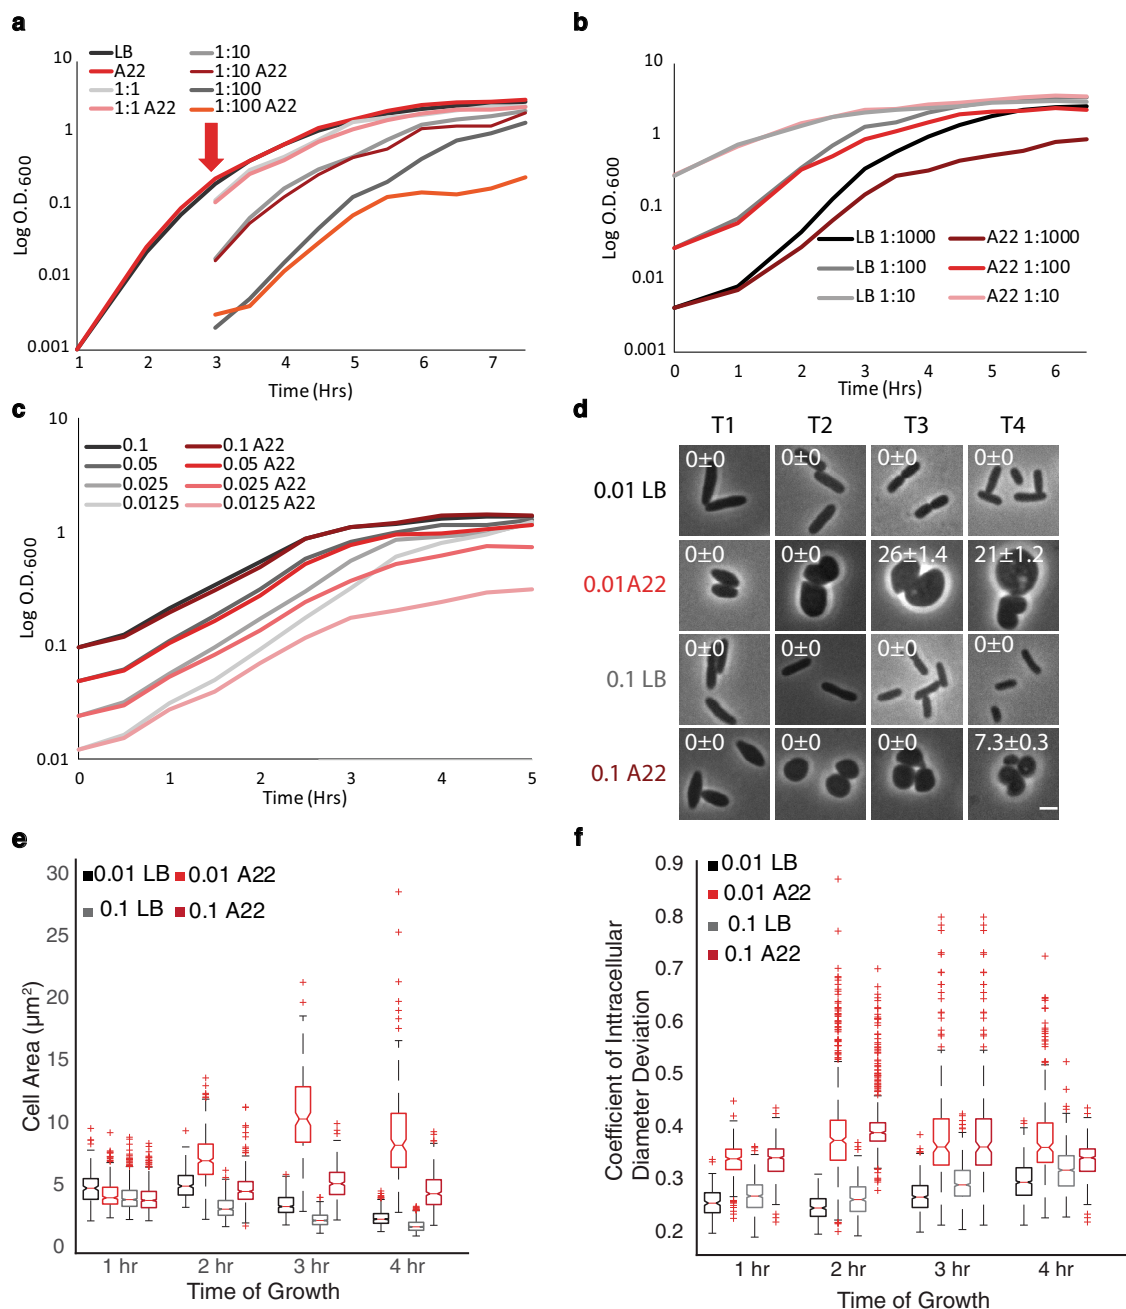 a
10
1
0.1
0.01
0.001
Log O.D.600
LB
A22
1:1
1:1 A22
1:10
1:10 A22
1:100
1:100 A22
1 2 3 4 5 6 7
Time (Hrs)
b
10
1
0.1
0.01
0.001
Log O.D.600
LB 1:1000
LB 1:100
LB 1:10
A22 1:1000
A22 1:100
A22 1:10
0 1 2 3 4 5 6
Time (Hrs)
c
10
1
0.1
0.01
Log O.D.600
0.1
0.05
0.025
0.0125
0.1 A22
0.05 A22
0.025 A22
0.0125 A22
0 1 2 3 4 5
Time (Hrs)
d
T1 T2 T3 T4
0.01 LB
0±0 0±0 0±0 0±0
0.01A22
0±0 0±0 26±1.4 21±1.2
0.1 LB
0±0 0±0 0±0 0±0
0.1 A22
0±0 0±0 0±0 7.3±0.3
e
30
25
20
15
10
5
0
Cell Area (µm²)
0.01 LB
0.01 A22
0.1 LB
0.1 A22
1 hr 2 hr 3 hr 4 hr
Time of Growth
f
0.9
0.8
0.7
0.6
0.5
0.4
0.3
0.2
Coefficient of Intracellular
Diameter Deviation
0.01 LB
0.01 A22
0.1 LB
0.1 A22
1 hr 2 hr 3 hr 4 hr
Time of Growth